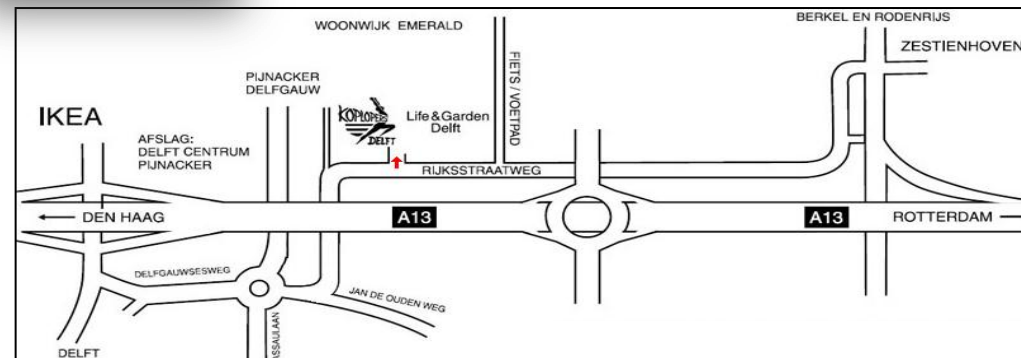 WOONWIJK EMERALD
BERKEL EN RODENRIJS
ZESTIENHOVEN
PIJNACKER
DELFGAUW
FIETS / VOETPAD
IKEA
KOPLOPERS
DELFT
Life & Garden
Delft
AFSLAG:
DELFT CENTRUM
PIJNACKER
RIJKSSTRAATWEG
DEN HAAG
A13
A13
ROTTERDAM
DELFGAUWSESWEG
JAN DE OUDEN WEG
DELFT